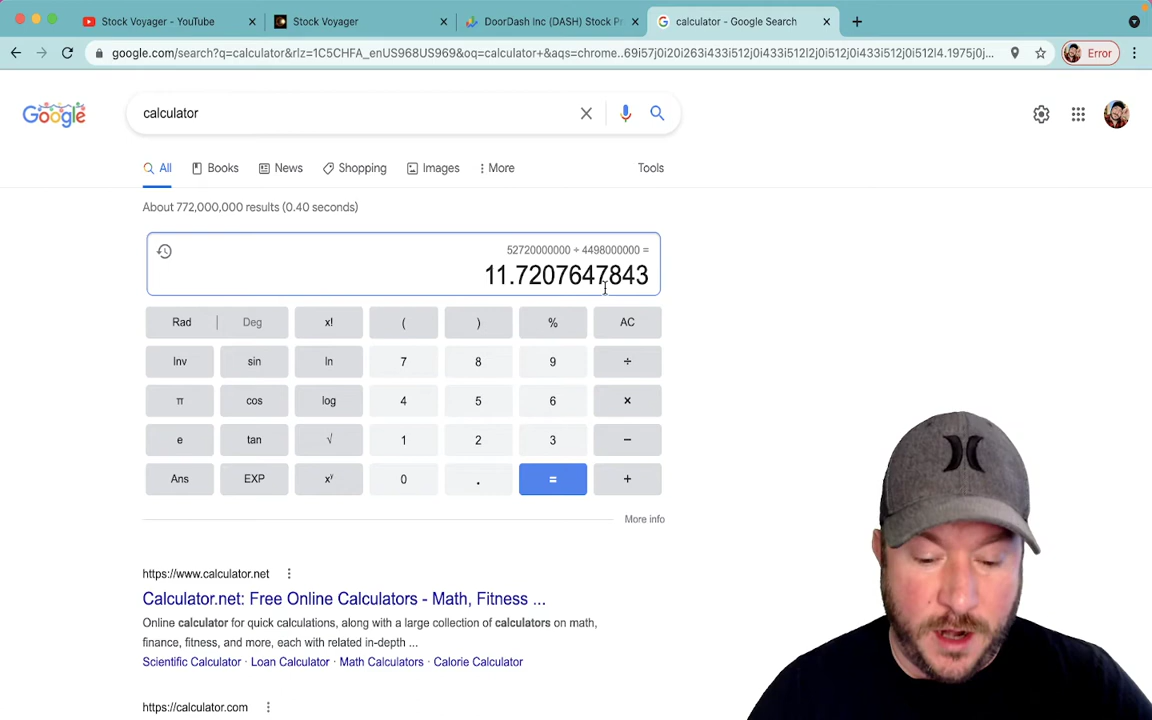 Stock Voyager - YouTube
Stock Voyager
DoorDash Inc (DASH) Stock Pr
calculator - Google Search
google.com/search?q=calculator&rlz=1C5CHFA_enUS968US969&oq=calculator+&aqs=chrome..69i57j0i20i263i433i512j0i433i512l2j0i512j0i433i512j0i512l4.1975j0...
Error
Google
calculator
All
Books
News
Shopping
Images
More
Tools
About 772,000,000 results (0.40 seconds)
52720000000 ÷ 4498000000 =
11.7207647843
Rad Deg x! ( ) % AC
Inv sin ln 7 8 9 ÷
π cos log 4 5 6 ×
e tan √ 1 2 3 −
Ans EXP xʸ 0 . = +
More info
https://www.calculator.net
Calculator.net: Free Online Calculators - Math, Fitness ...
Online calculator for quick calculations, along with a large collection of calculators on math,
finance, fitness, and more, each with related in-depth ...
Scientific Calculator · Loan Calculator · Math Calculators · Calorie Calculator
https://calculator.com